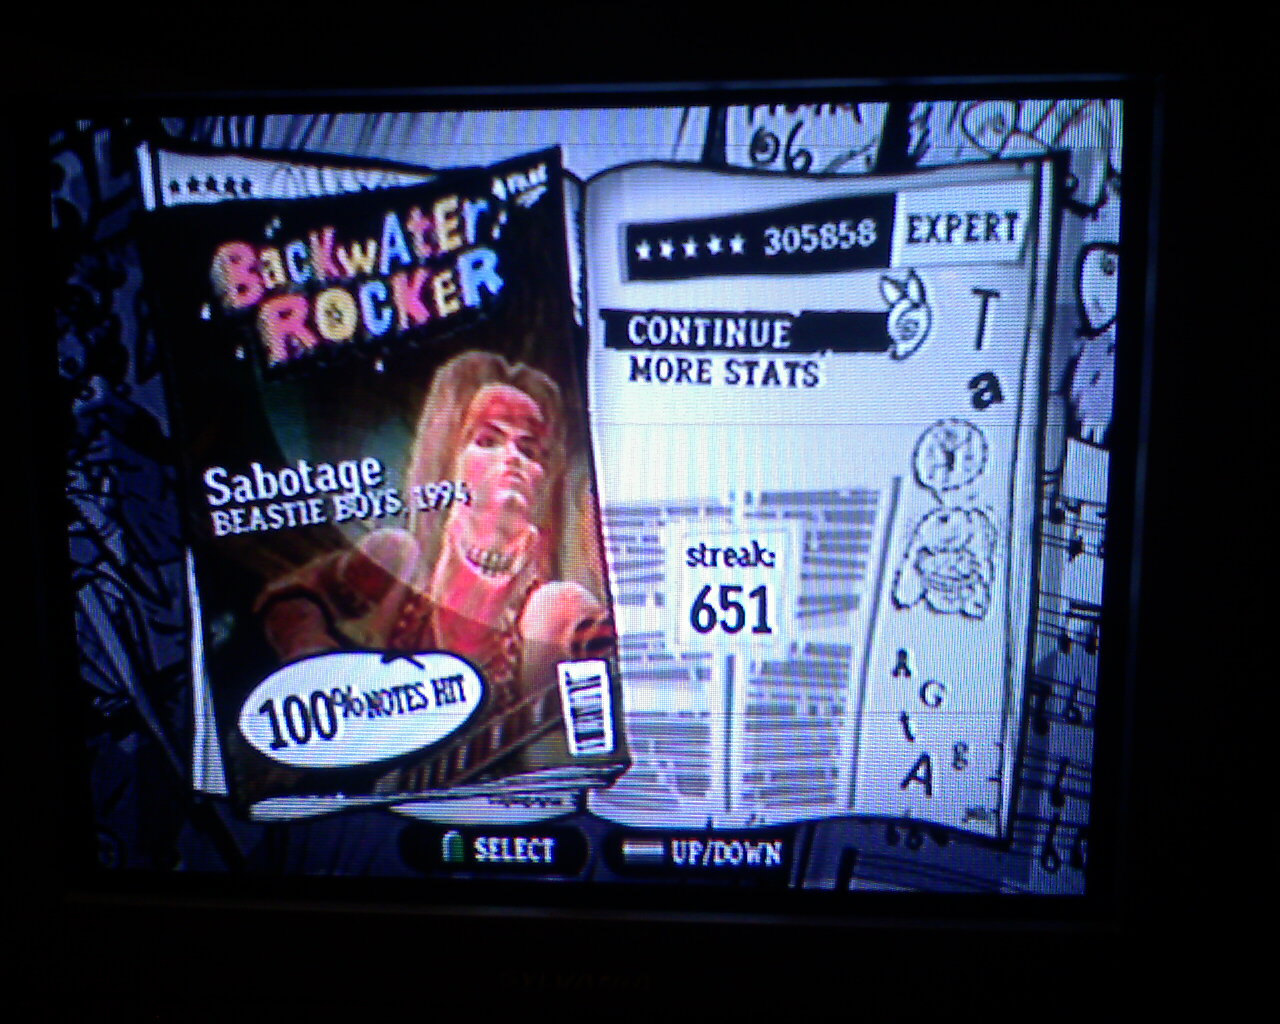 BackwAtEr
ROCKER
Sabotage
BEASTIE BOYS, 1994
100% NOTES HIT
06
★★★★★ 305858
EXPERT
CONTINUE
MORE STATS
streak:
651
T
a
A
G
t
A
g
SELECT
UP/DOWN